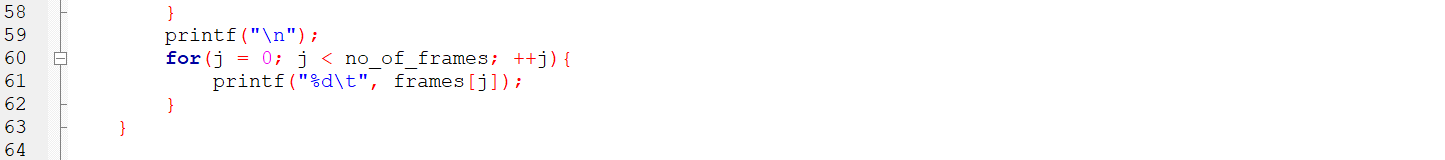 58            }
59            printf("\n");
60            for(j = 0; j < no_of_frames; ++j){
61                printf("%d\t", frames[j]);
62            }
63        }
64